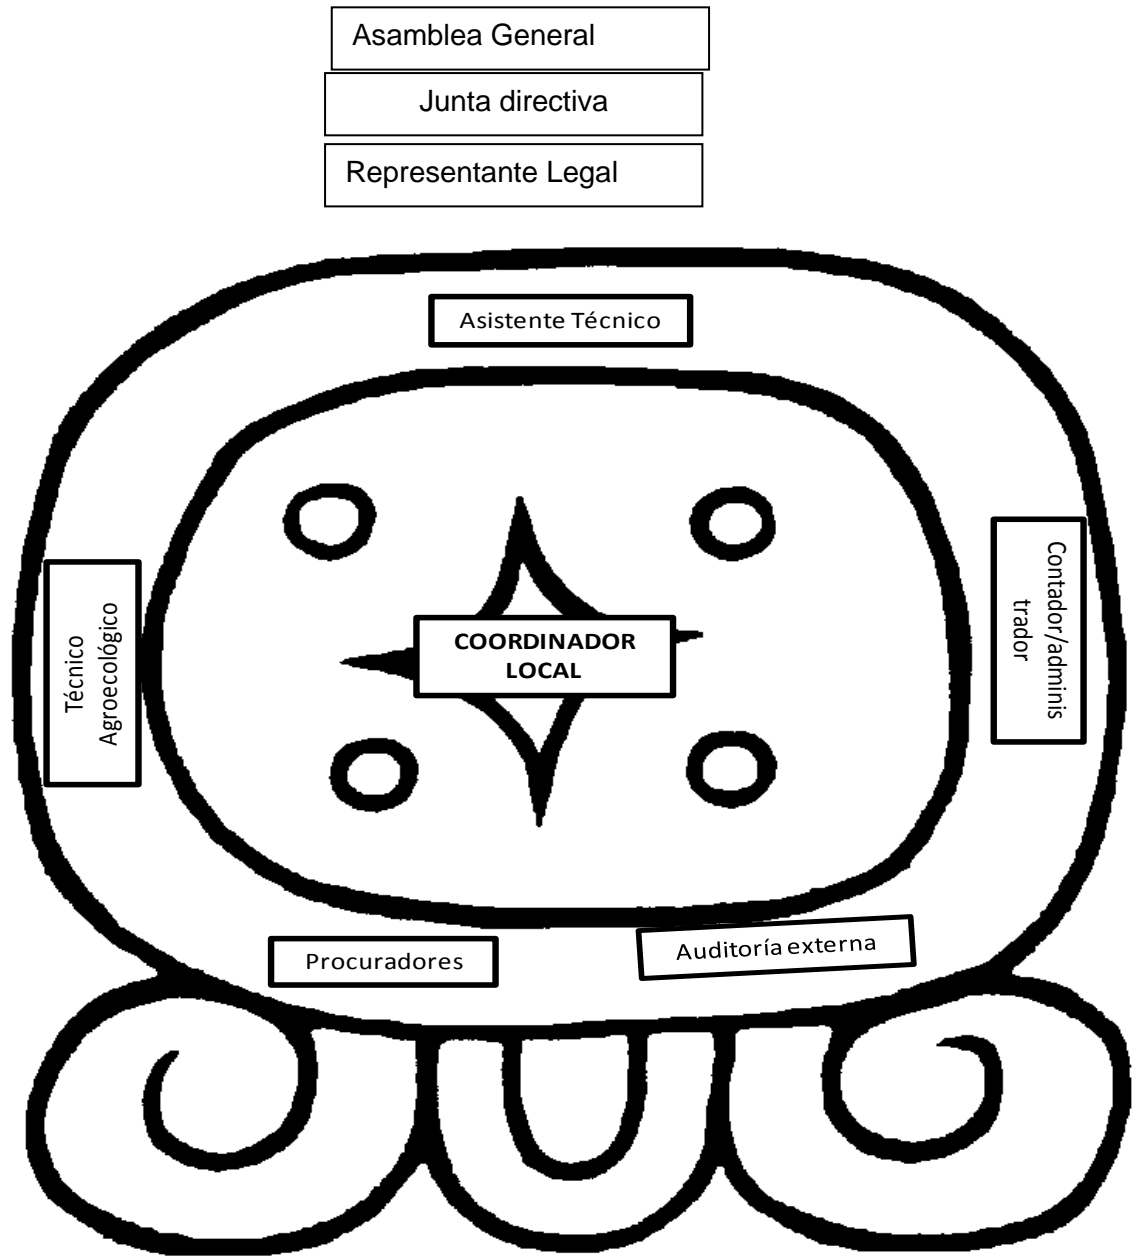 Asamblea General
Junta directiva
Representante Legal
Asistente Técnico
Técnico
Agroecológico
COORDINADOR
LOCAL
Contador/adminis
trador
Procuradores
Auditoría externa